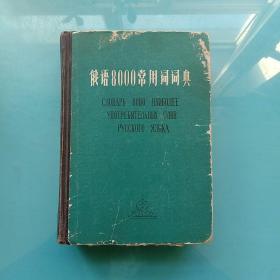 俄语8000常用词词典
СЛОВАРЬ 8000 НАИБОЛЕЕ
УПОТРЕБИТЕЛЬНЫХ СЛОВ
РУССКОГО ЯЗЫКА